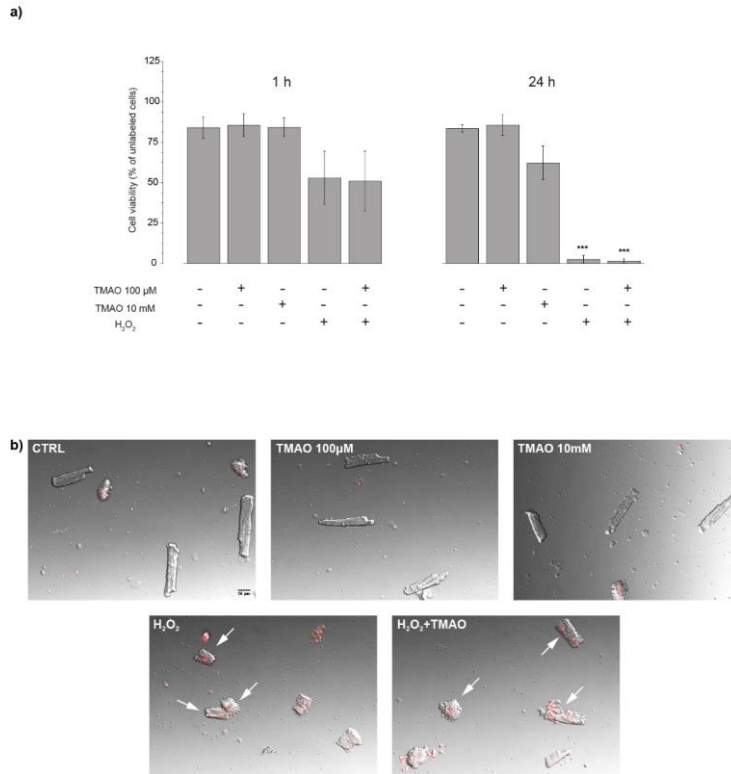 a)
125
100
75
50
25
0
Cell viability (% of unlabeled cells)
1 h
24 h
*** ***
TMAO 100 µM - + - - + - + - - +
TMAO 10 mM - - + - - - - + - -
H₂O₂ - - - + + - - - + +
b)
CTRL
TMAO 100µM
TMAO 10mM
H₂O₂
H₂O₂+TMAO